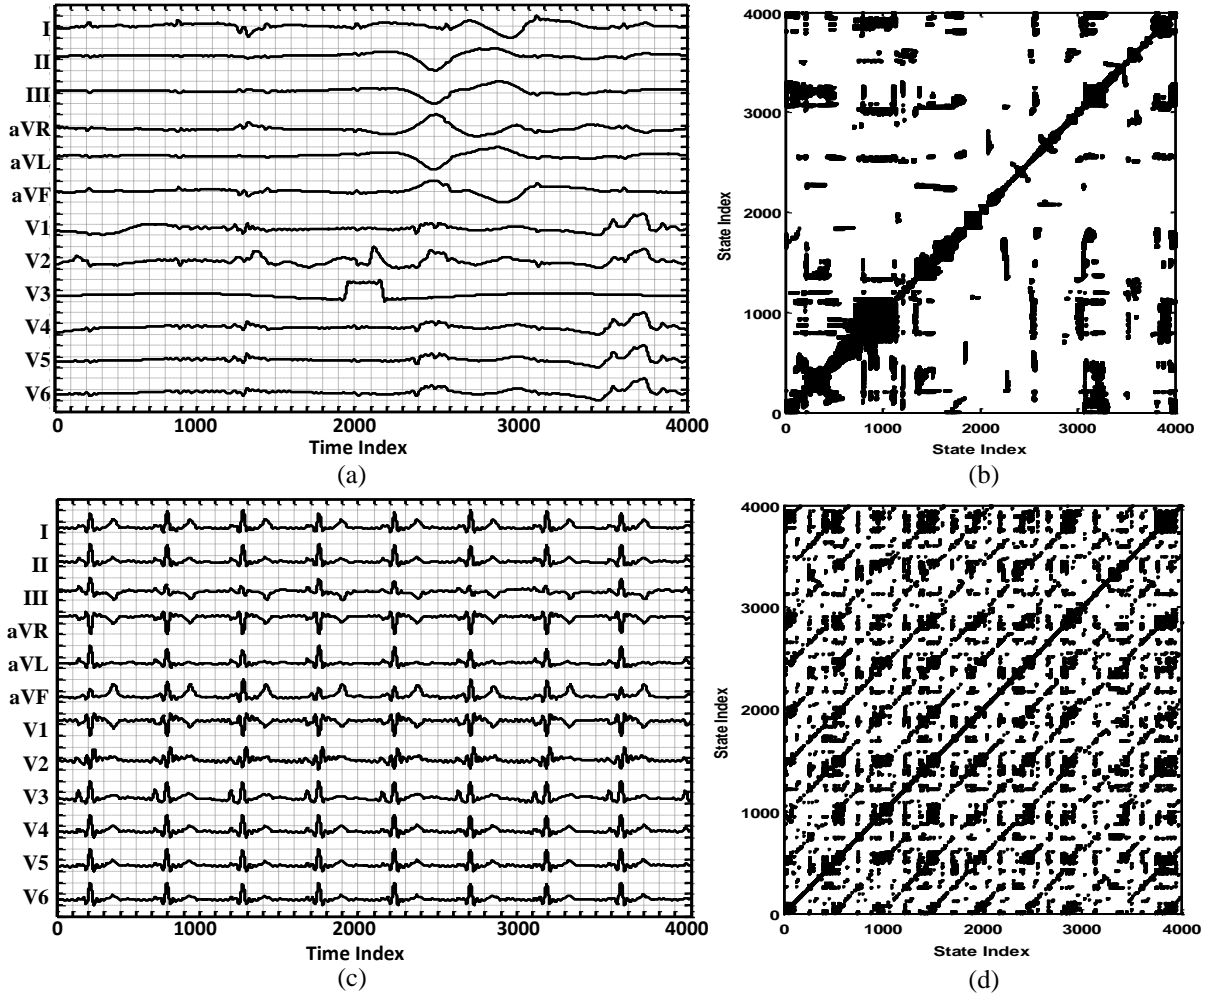 I
II
III
aVR
aVL
aVF
V1
V2
V3
V4
V5
V6
0 1000 2000 3000 4000
Time Index
(a)
4000
3000
2000
1000
0
State Index
0 1000 2000 3000 4000
State Index
(b)
I
II
III
aVR
aVL
aVF
V1
V2
V3
V4
V5
V6
0 1000 2000 3000 4000
Time Index
(c)
4000
3000
2000
1000
0
State Index
0 1000 2000 3000 4000
State Index
(d)